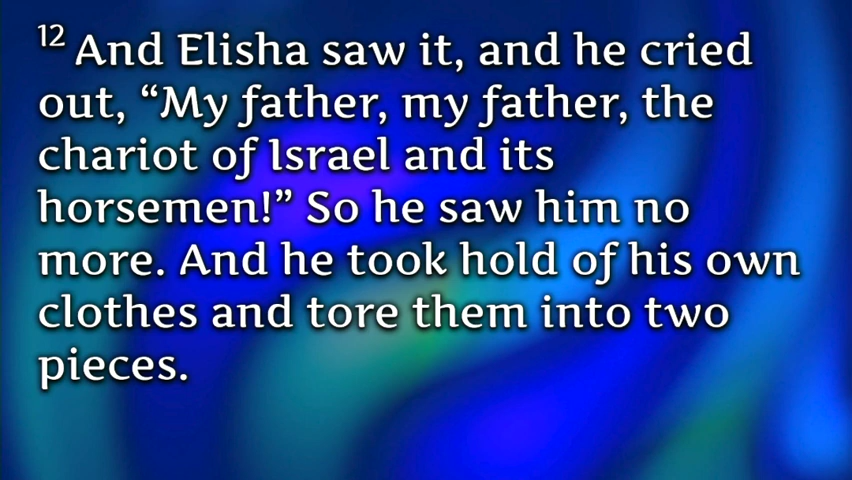 12 And Elisha saw it, and he cried
out, “My father, my father, the
chariot of Israel and its
horsemen!” So he saw him no
more. And he took hold of his own
clothes and tore them into two
pieces.